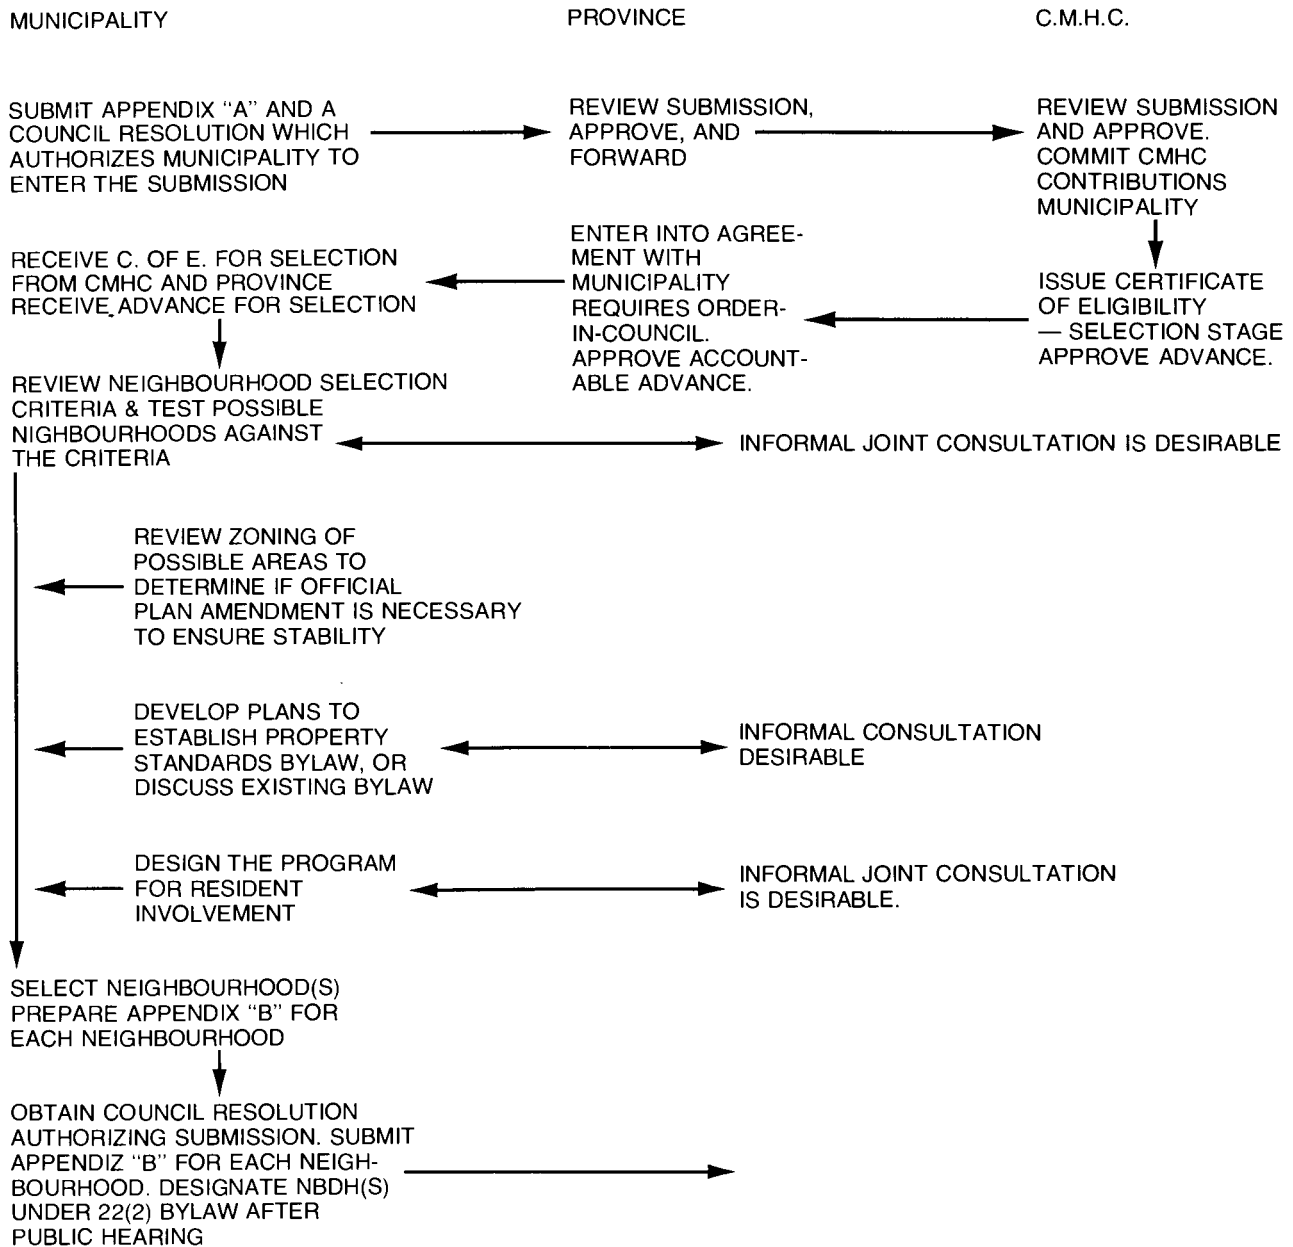 MUNICIPALITY
PROVINCE
C.M.H.C.
SUBMIT APPENDIX "A" AND A
COUNCIL RESOLUTION WHICH
AUTHORIZES MUNICIPALITY TO
ENTER THE SUBMISSION
REVIEW SUBMISSION,
APPROVE, AND
FORWARD
REVIEW SUBMISSION
AND APPROVE.
COMMIT CMHC
CONTRIBUTIONS
MUNICIPALITY
ISSUE CERTIFICATE
OF ELIGIBILITY
— SELECTION STAGE
APPROVE ADVANCE.
ENTER INTO AGREE-
MENT WITH
MUNICIPALITY
REQUIRES ORDER-
IN-COUNCIL.
APPROVE ACCOUNT-
ABLE ADVANCE.
RECEIVE C. OF E. FOR SELECTION
FROM CMHC AND PROVINCE
RECEIVE ADVANCE FOR SELECTION
REVIEW NEIGHBOURHOOD SELECTION
CRITERIA & TEST POSSIBLE
NIGHBOURHOODS AGAINST
THE CRITERIA
INFORMAL JOINT CONSULTATION IS DESIRABLE
REVIEW ZONING OF
POSSIBLE AREAS TO
DETERMINE IF OFFICIAL
PLAN AMENDMENT IS NECESSARY
TO ENSURE STABILITY
DEVELOP PLANS TO
ESTABLISH PROPERTY
STANDARDS BYLAW, OR
DISCUSS EXISTING BYLAW
INFORMAL CONSULTATION
DESIRABLE
DESIGN THE PROGRAM
FOR RESIDENT
INVOLVEMENT
INFORMAL JOINT CONSULTATION
IS DESIRABLE.
SELECT NEIGHBOURHOOD(S)
PREPARE APPENDIX "B" FOR
EACH NEIGHBOURHOOD
OBTAIN COUNCIL RESOLUTION
AUTHORIZING SUBMISSION. SUBMIT
APPENDIZ "B" FOR EACH NEIGH-
BOURHOOD. DESIGNATE NBDH(S)
UNDER 22(2) BYLAW AFTER
PUBLIC HEARING